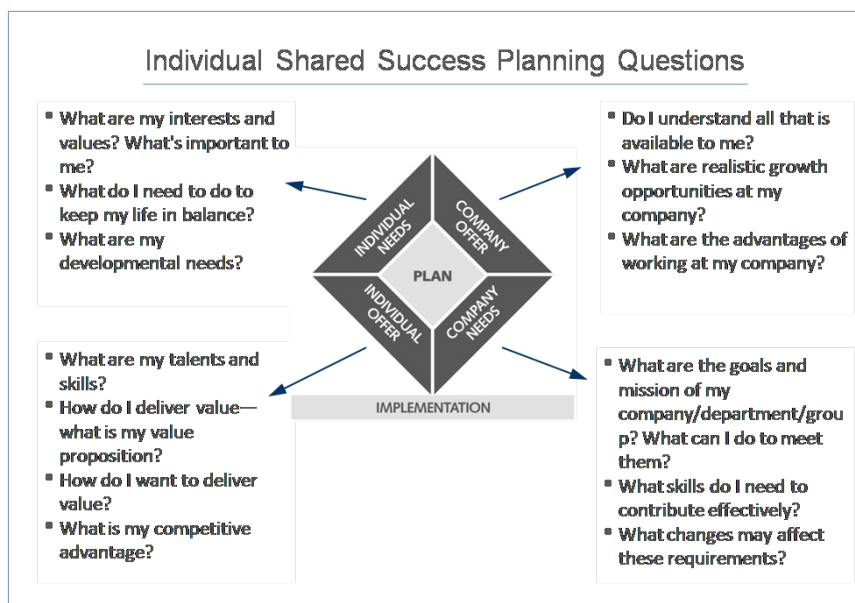 Individual Shared Success Planning Questions
▪ What are my interests and
values? What's important to
me?
▪ What do I need to do to
keep my life in balance?
▪ What are my
developmental needs?
▪ Do I understand all that is
available to me?
▪ What are realistic growth
opportunities at my
company?
▪ What are the advantages of
working at my company?
INDIVIDUAL
NEEDS
COMPANY
OFFER
PLAN
INDIVIDUAL
OFFER
COMPANY
NEEDS
IMPLEMENTATION
▪ What are my talents and
skills?
▪ How do I deliver value—
what is my value
proposition?
▪ How do I want to deliver
value?
▪ What is my competitive
advantage?
▪ What are the goals and
mission of my
company/department/grou
p? What can I do to meet
them?
▪ What skills do I need to
contribute effectively?
▪ What changes may affect
these requirements?